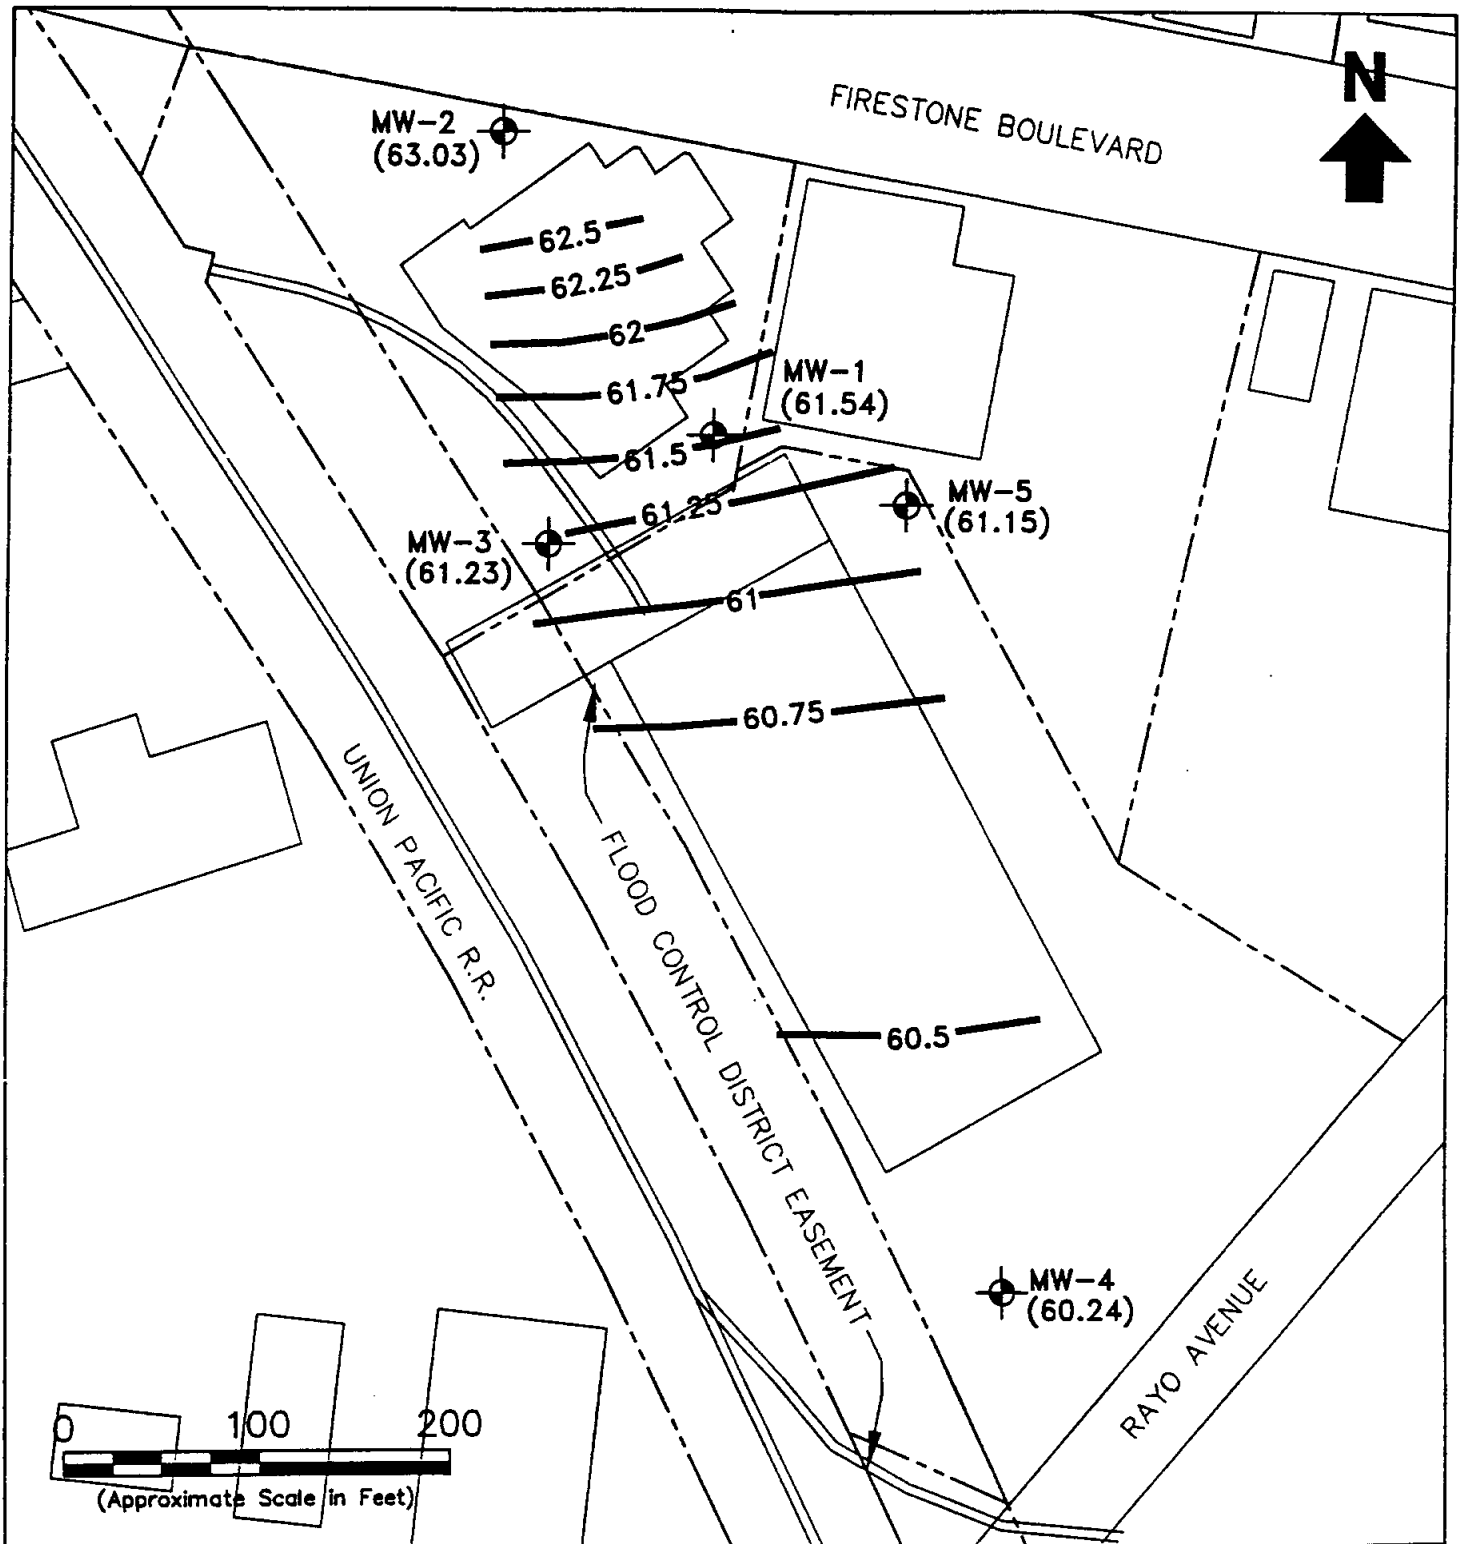 N
FIRESTONE BOULEVARD
MW-2
(63.03)
62.5
62.25
62
61.75
MW-1
(61.54)
61.5
61.25
MW-5
(61.15)
MW-3
(61.23)
61
60.75
UNION PACIFIC R.R.
FLOOD CONTROL DISTRICT EASEMENT
60.5
MW-4
(60.24)
RAYO AVENUE
0 100 200
(Approximate Scale in Feet)